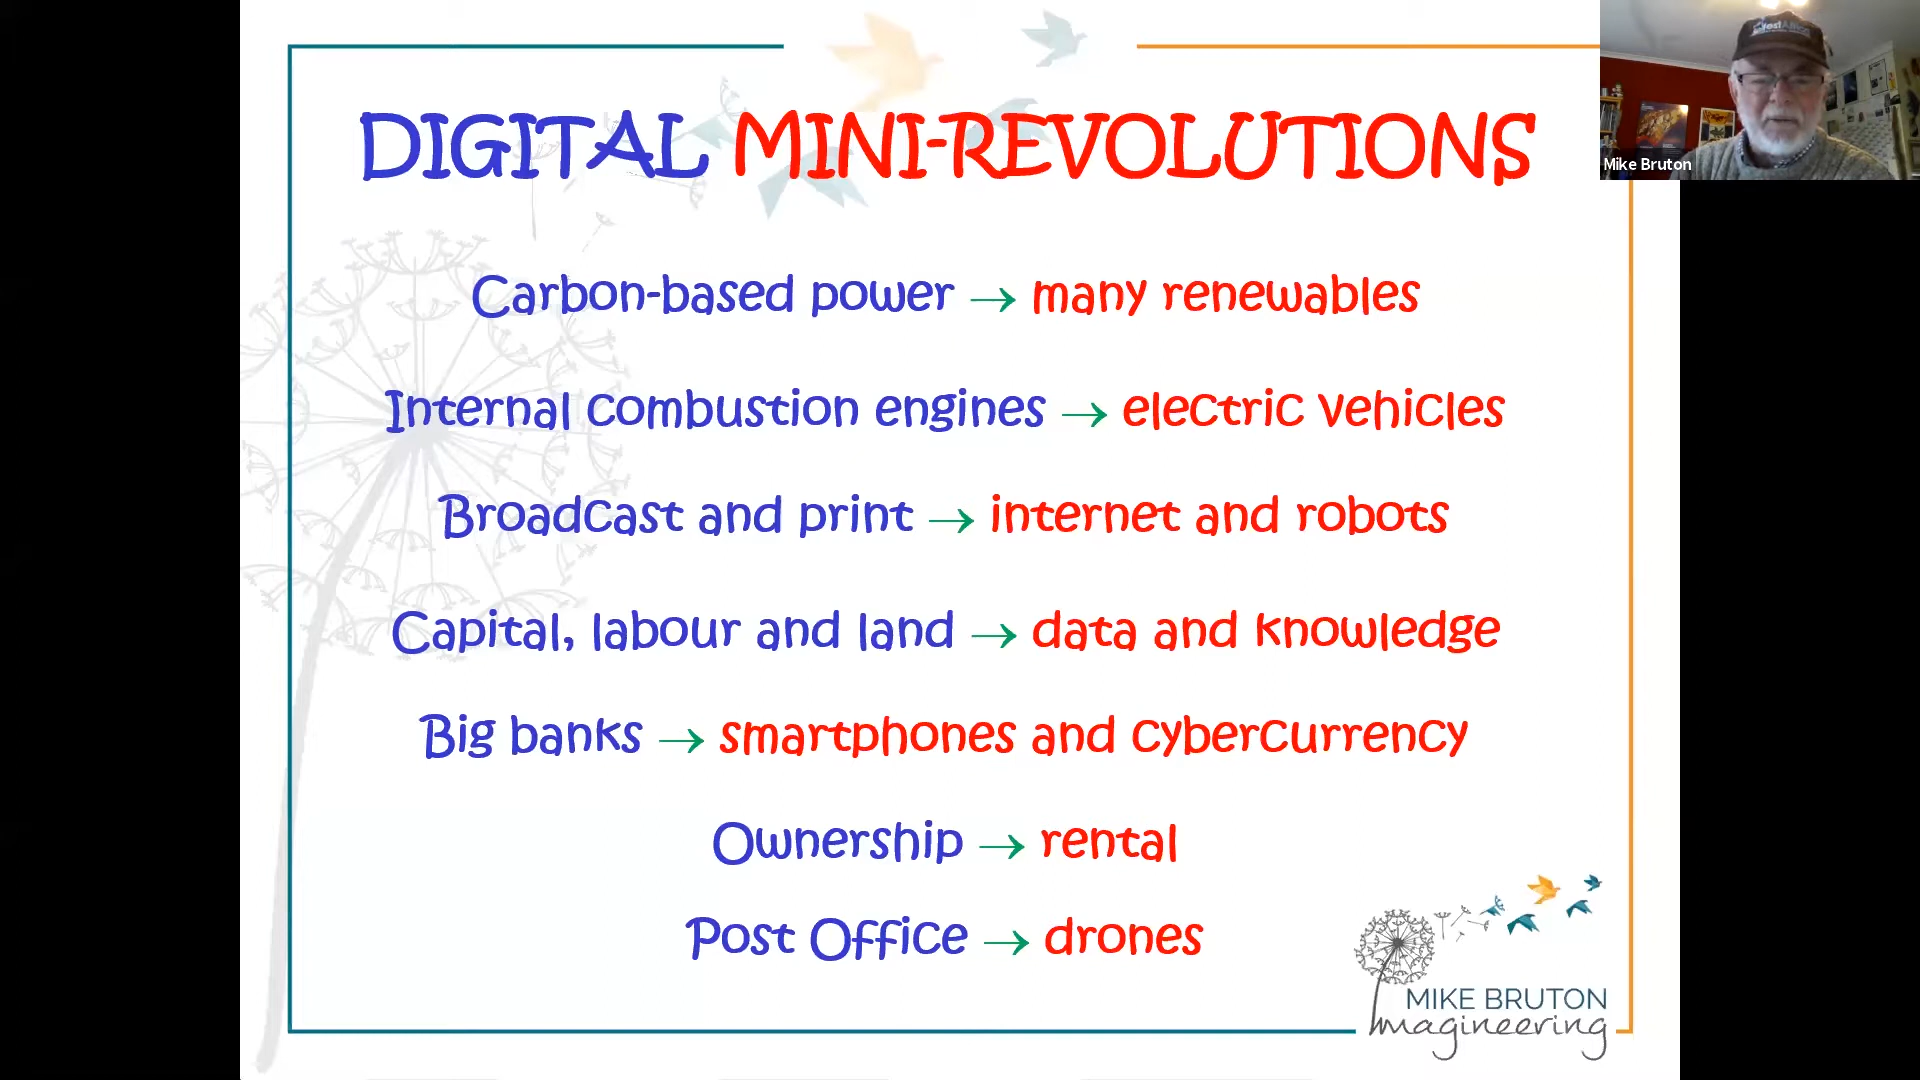 DIGITAL MINI-REVOLUTIONS
Carbon-based power → many renewables
Internal combustion engines → electric vehicles
Broadcast and print → internet and robots
Capital, labour and land → data and knowledge
Big banks → smartphones and cybercurrency
Ownership → rental
Post Office → drones
MIKE BRUTON
Imagineering
Mike Bruton